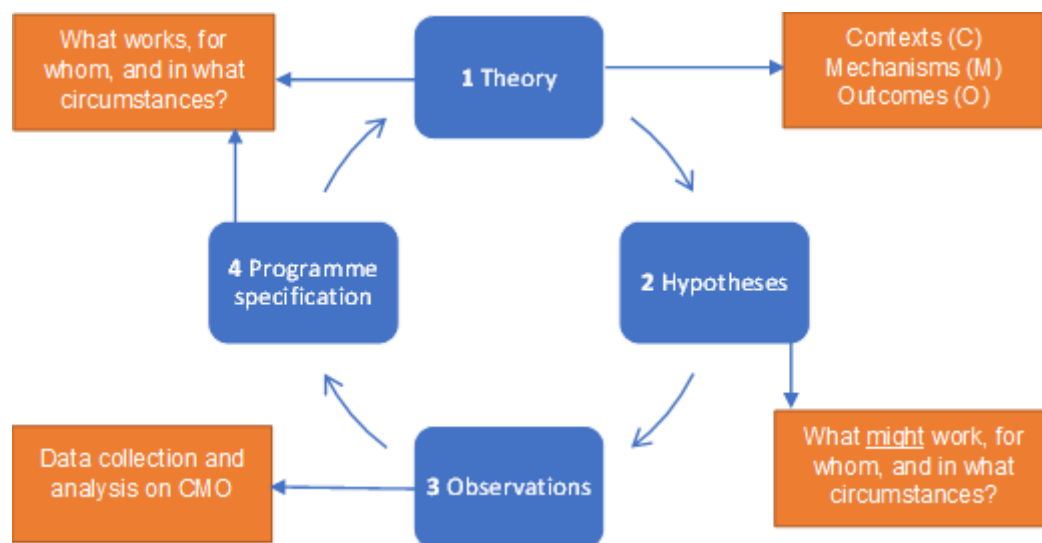 What works, for
whom, and in what
circumstances?
1 Theory
Contexts (C)
Mechanisms (M)
Outcomes (O)
4 Programme
specification
2 Hypotheses
Data collection and
analysis on CMO
3 Observations
What might work, for
whom, and in what
circumstances?